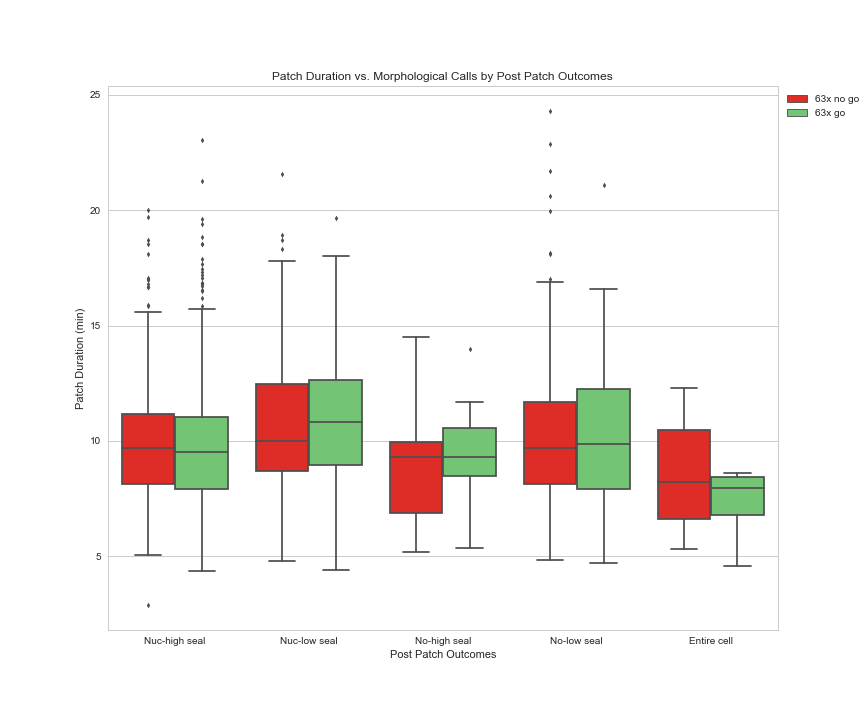 Patch Duration vs. Morphological Calls by Post Patch Outcomes
63x no go
63x go
Patch Duration (min)
25
20
15
10
5
Nuc-high seal
Nuc-low seal
No-high seal
No-low seal
Entire cell
Post Patch Outcomes